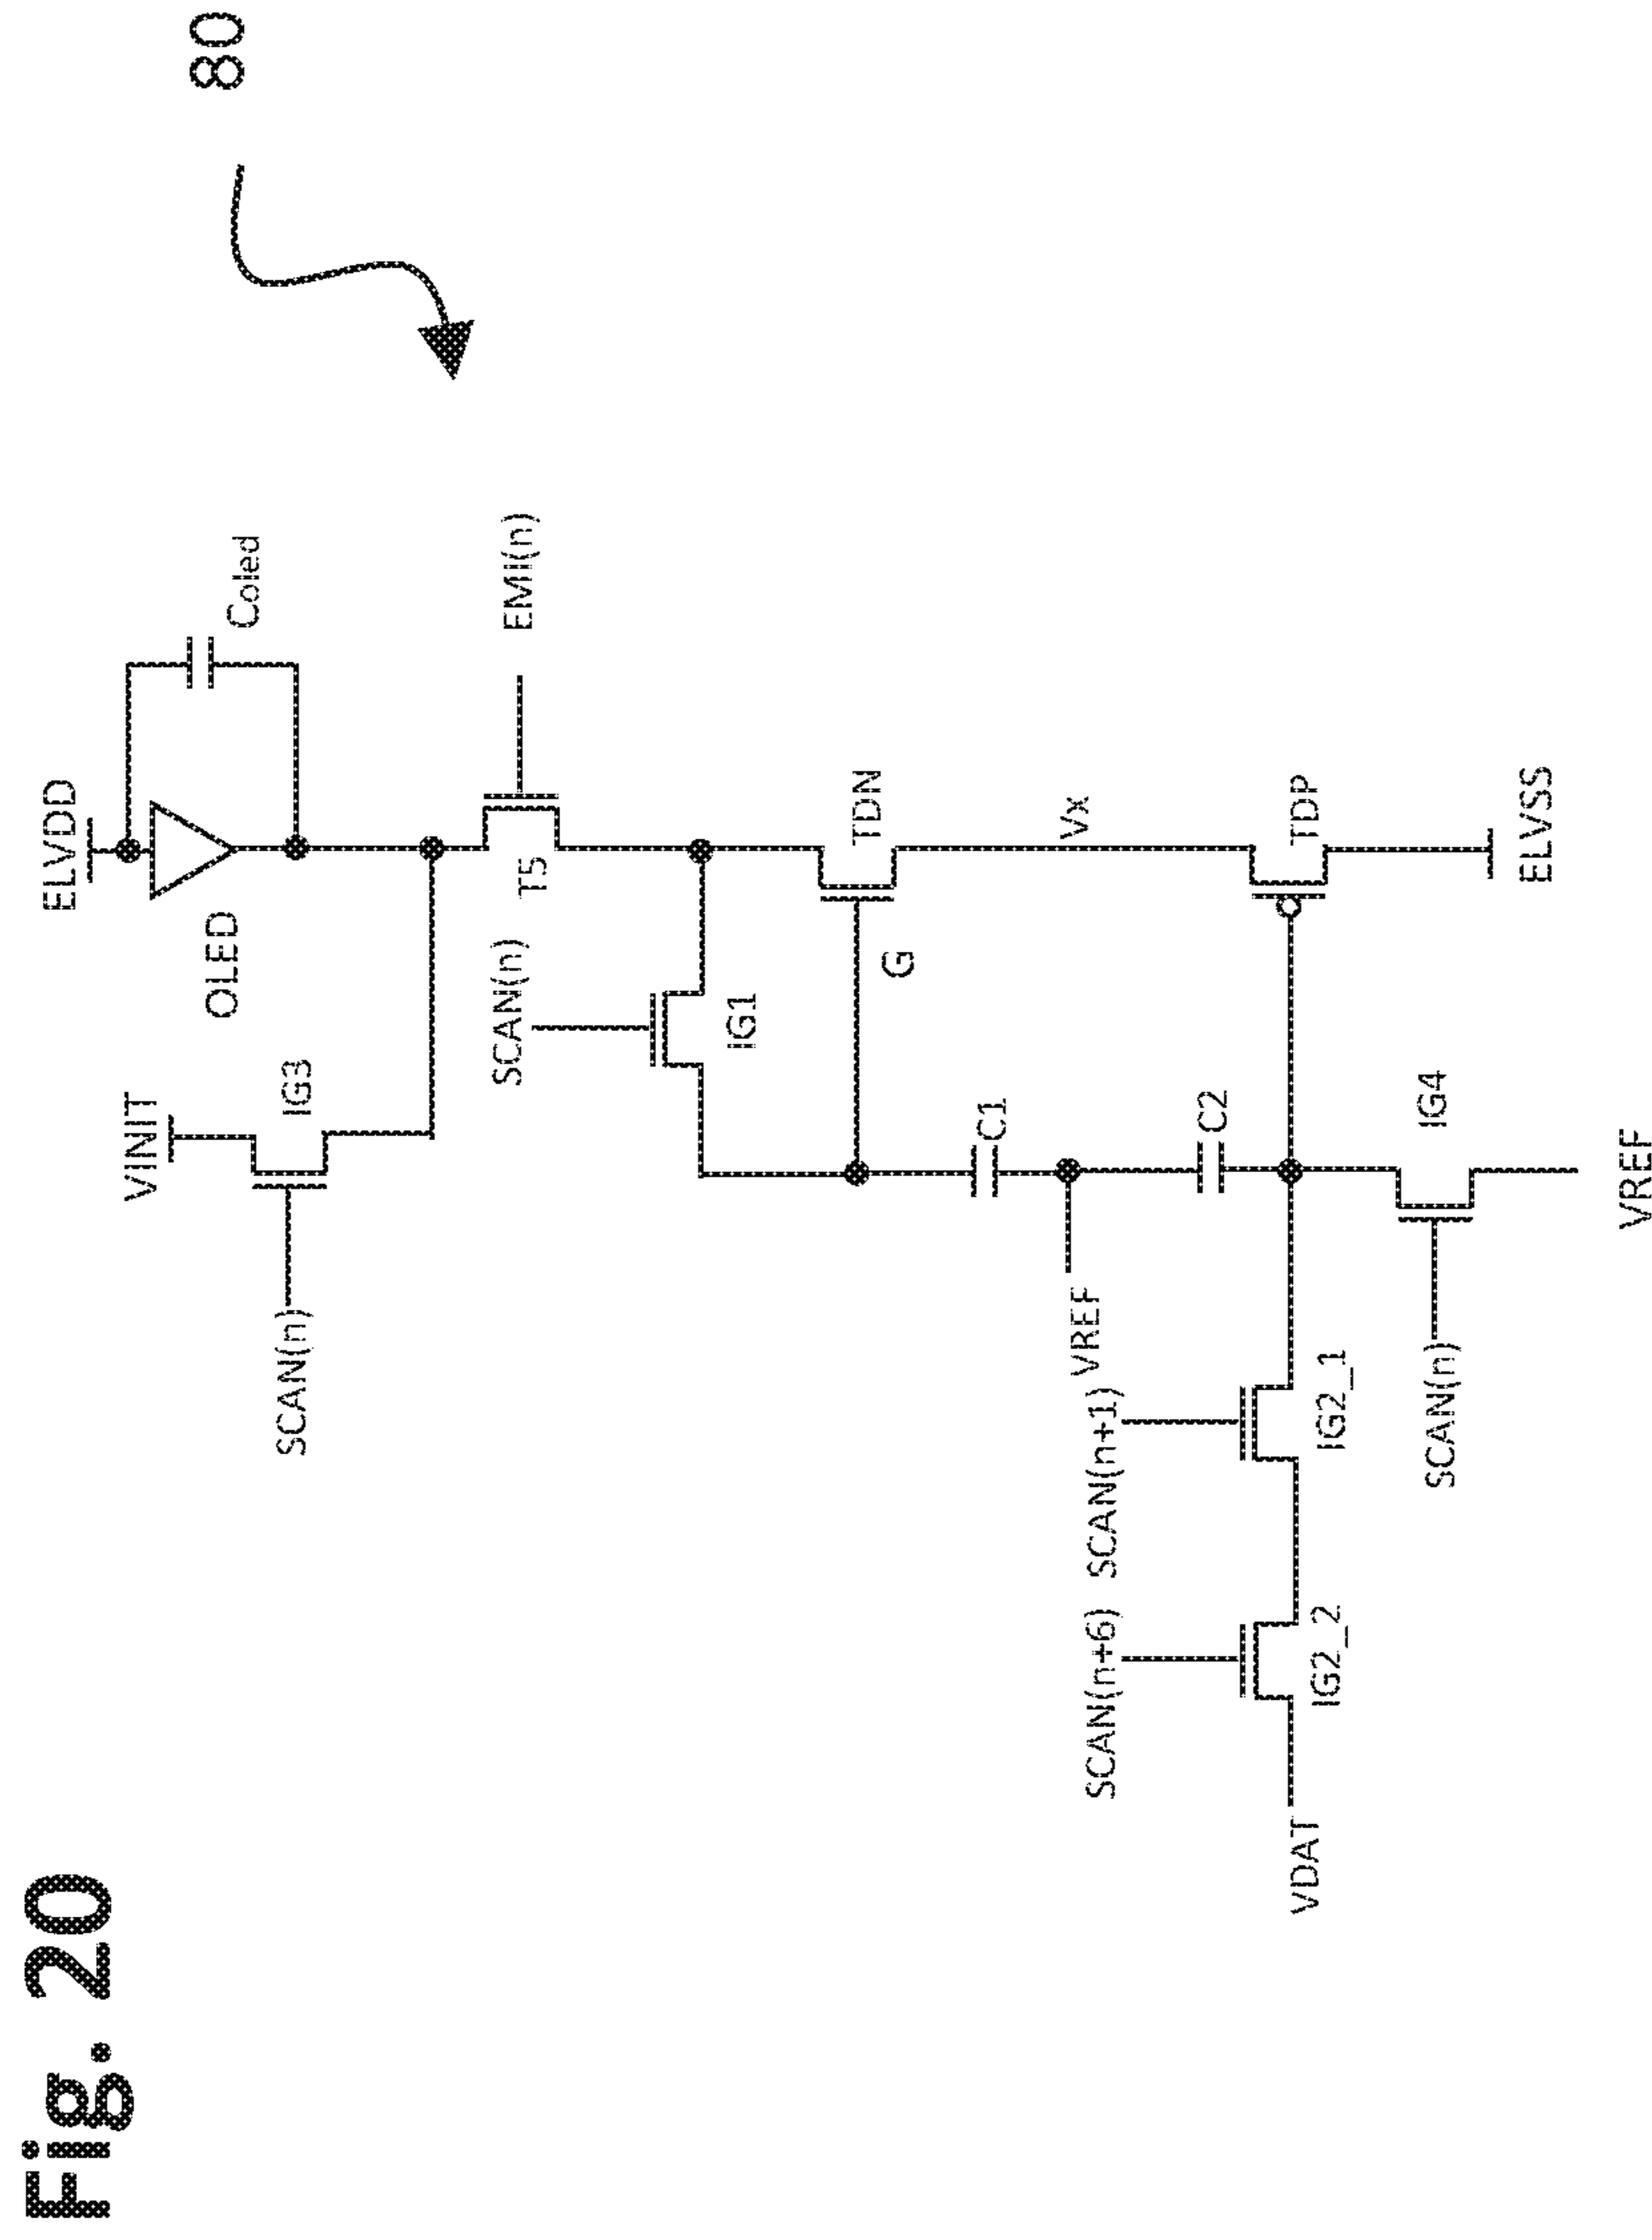 Fig. 20
80
ELVDD
VINIT
OLED
Coled
IG3
SCAN(n)
EMI(n)
T5
SCAN(n)
IG1
TDN
G
C1
Vx
VREF
SCAN(n+1)
SCAN(n+6)
C2
TDP
IG2_1
IG2_2
VDAT
IG4
SCAN(n)
ELVSS
VREF